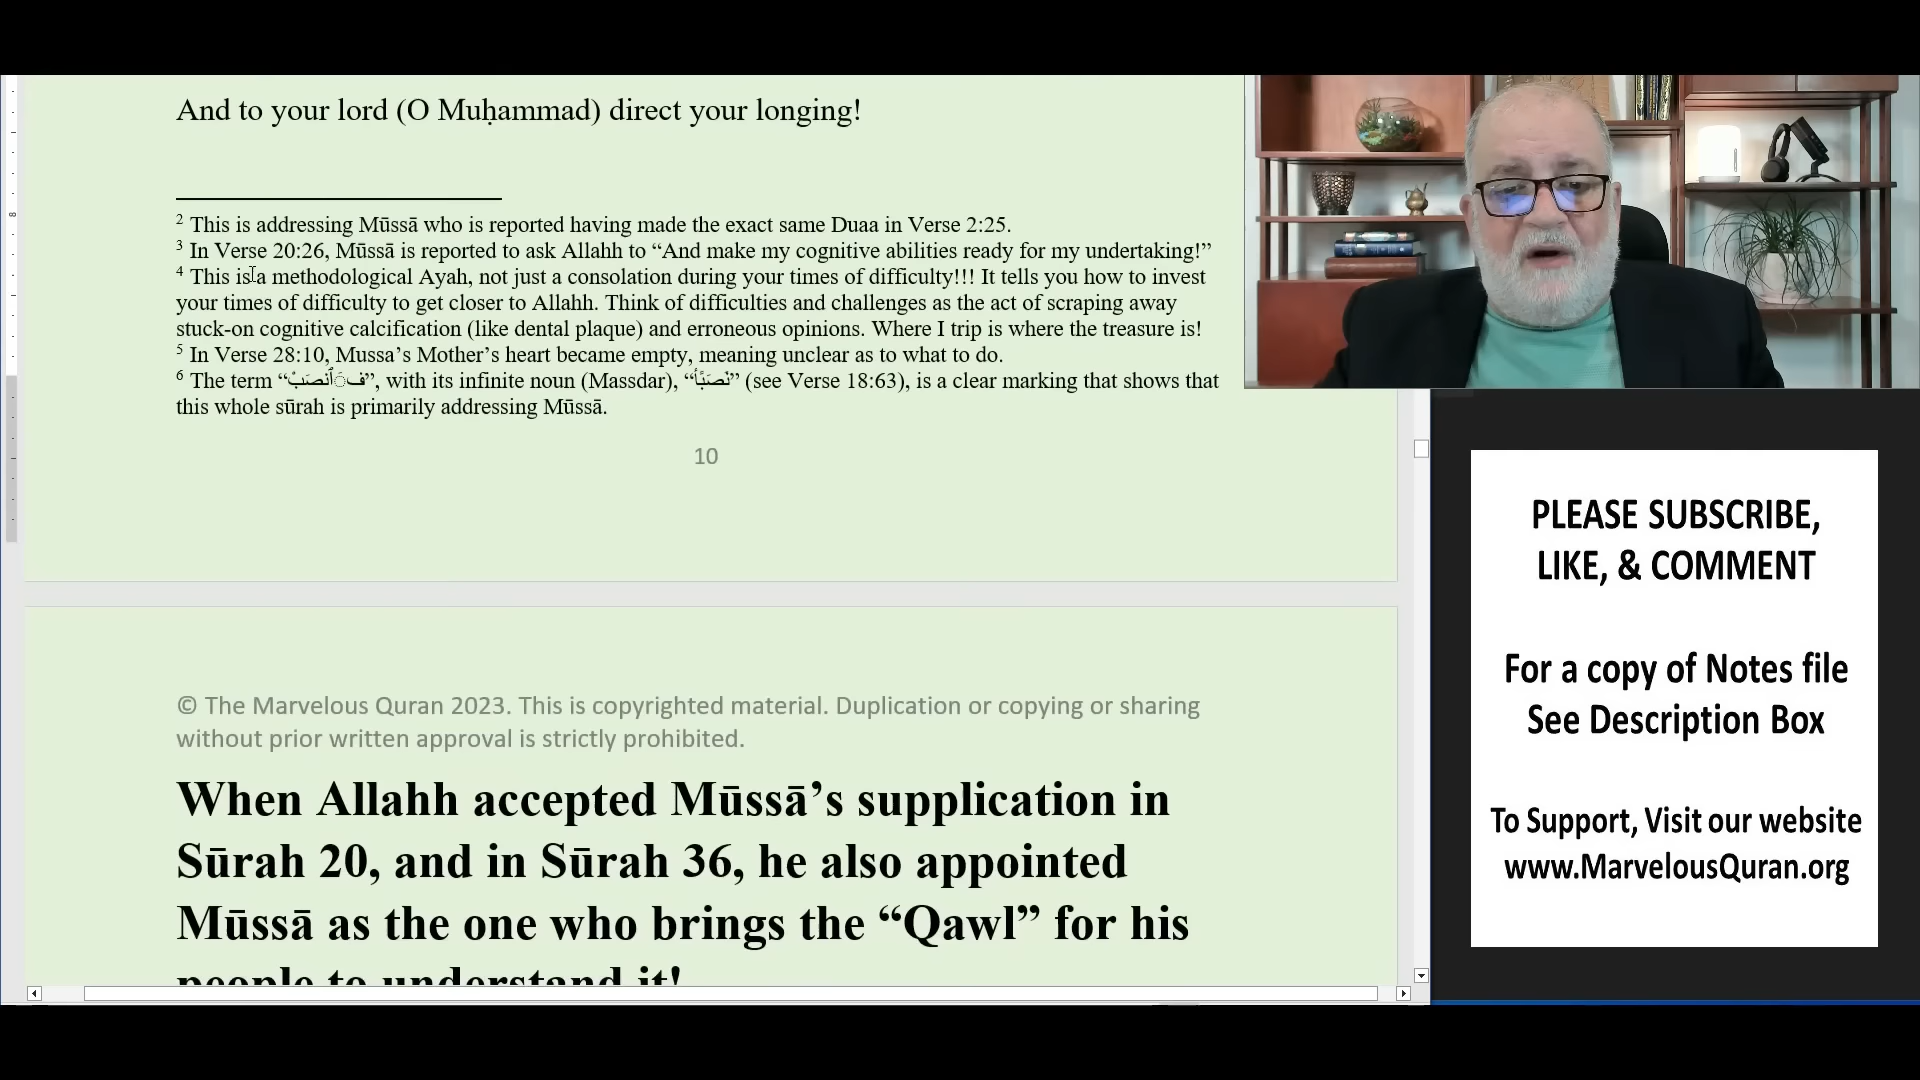 And to your lord (O Muḥammad) direct your longing!
2 This is addressing Mūssā who is reported having made the exact same Duaa in Verse 2:25.
3 In Verse 20:26, Mūssā is reported to ask Allahh to “And make my cognitive abilities ready for my undertaking!”
4 This is a methodological Ayah, not just a consolation during your times of difficulty!!! It tells you how to invest
your times of difficulty to get closer to Allahh. Think of difficulties and challenges as the act of scraping away
stuck-on cognitive calcification (like dental plaque) and erroneous opinions. Where I trip is where the treasure is!
5 In Verse 28:10, Mussa’s Mother’s heart became empty, meaning unclear as to what to do.
6 The term “فَٱنصَبْ”, with its infinite noun (Massdar), “نَصَبًا” (see Verse 18:63), is a clear marking that shows that
this whole sūrah is primarily addressing Mūssā.
10
© The Marvelous Quran 2023. This is copyrighted material. Duplication or copying or sharing
without prior written approval is strictly prohibited.
When Allahh accepted Mūssā’s supplication in
Sūrah 20, and in Sūrah 36, he also appointed
Mūssā as the one who brings the “Qawl” for his
people to understand it!
PLEASE SUBSCRIBE,
LIKE, & COMMENT
For a copy of Notes file
See Description Box
To Support, Visit our website
www.MarvelousQuran.org